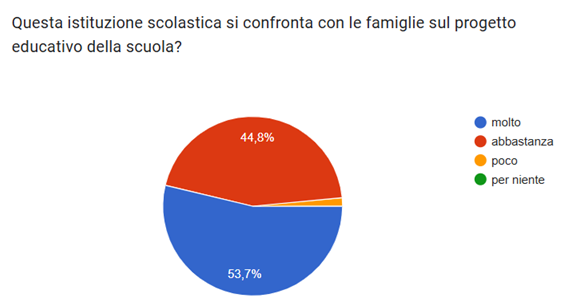 Questa istituzione scolastica si confronta con le famiglie sul progetto
educativo della scuola?
44,8%
53,7%
molto
abbastanza
poco
per niente